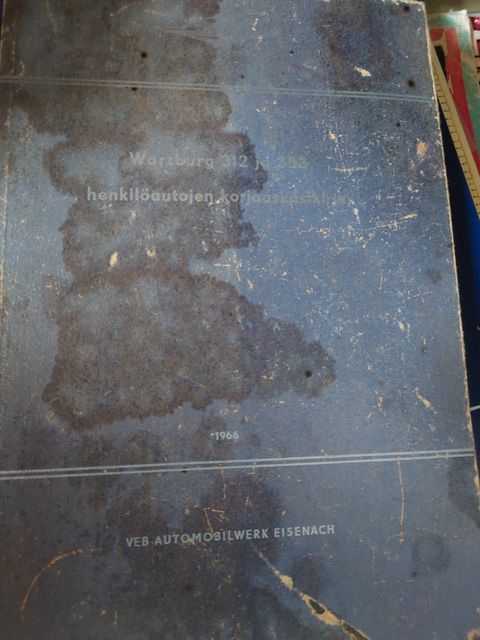 Wartburg 312 ja 353
henkilöautojen korjauskäsikirja
1966
VEB AUTOMOBILWERK EISENACH